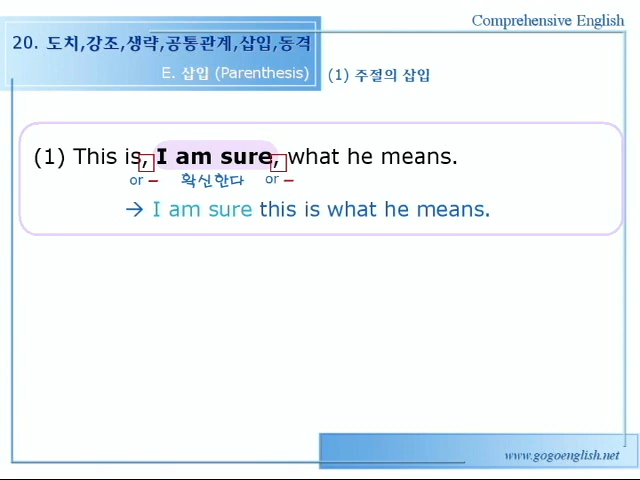 Comprehensive English
20. 도치,강조,생략,공통관계,삽입,동격
E. 삽입 (Parenthesis)
(1) 주절의 삽입
(1) This is, I am sure, what he means.
or – 확신한다 or –
→ I am sure this is what he means.
www.gogoenglish.net